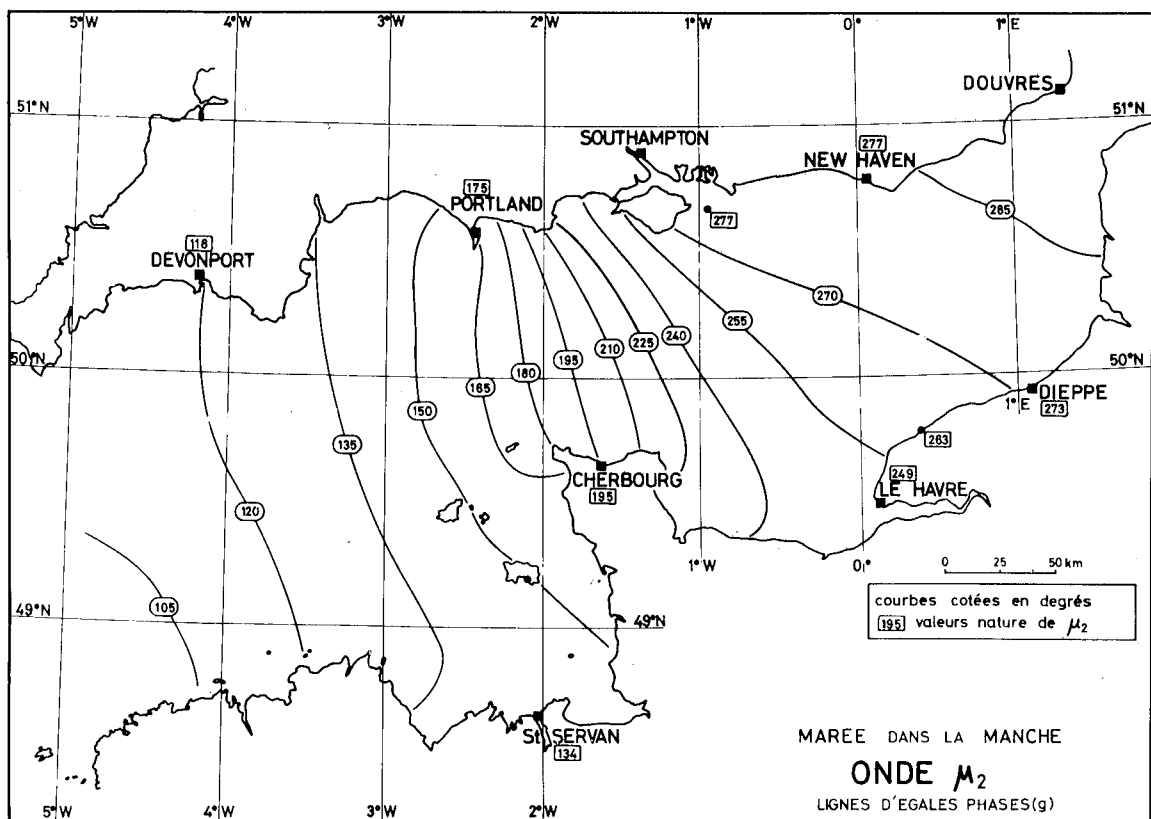 5°W 4°W 3°W 2°W 1°W 0° 1°E
DOUVRES
51°N 51°N
SOUTHAMPTON
277
NEW HAVEN
175
PORTLAND
277
285
118
DEVONPORT
270
255
240
225
210
195
180
165
150
135
120
105
50°N 50°N
1°E
DIEPPE
273
263
CHERBOURG
195
249
LE HAVRE
1°W 0°
0 25 50 km
49°N 49°N
courbes cotées en degrés
195 valeurs nature de μ2
St SERVAN
134
MAREE DANS LA MANCHE
ONDE μ2
LIGNES D'EGALES PHASES(g)
5°W 4°W 3°W 2°W